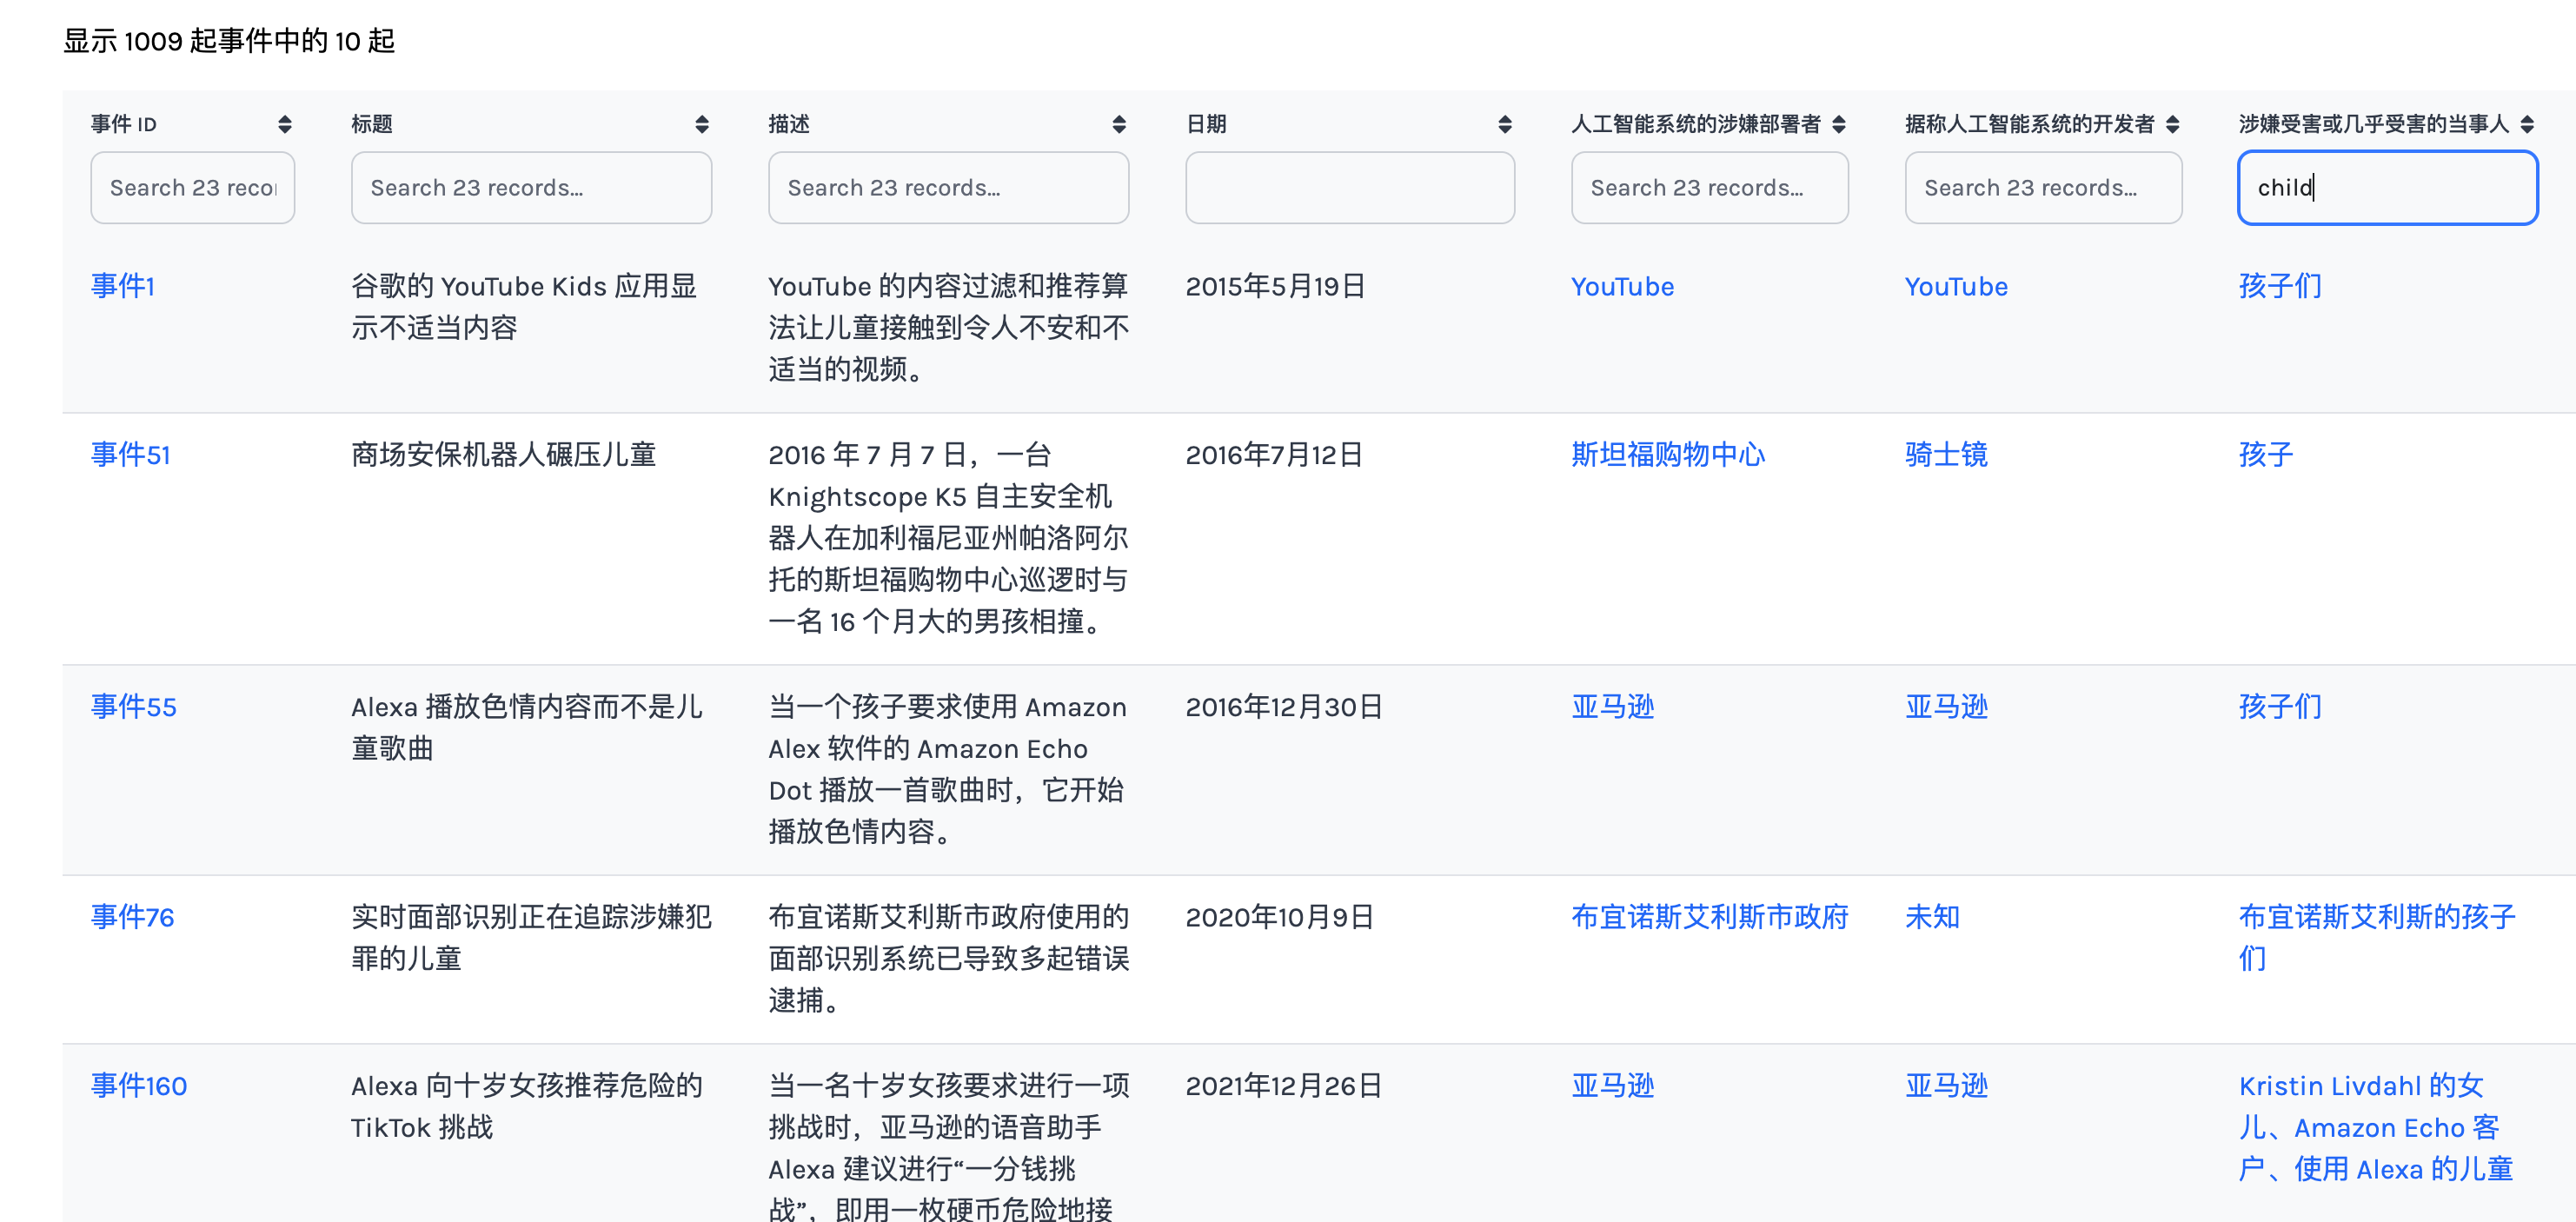 显示 1009 起事件中的 10 起
事件 ID
标题
描述
日期
人工智能系统的涉嫌部署者
据称人工智能系统的开发者
涉嫌受害或几乎受害的当事人
Search 23 recor
Search 23 records...
Search 23 records...
Search 23 records...
Search 23 records...
child
事件1
谷歌的 YouTube Kids 应用显
示不适当内容
YouTube 的内容过滤和推荐算
法让儿童接触到令人不安和不
适当的视频。
2015年5月19日
YouTube
YouTube
孩子们
事件51
商场安保机器人碾压儿童
2016 年 7 月 7 日，一台
Knightscope K5 自主安全机
器人在加利福尼亚州帕洛阿尔
托的斯坦福购物中心巡逻时与
一名 16 个月大的男孩相撞。
2016年7月12日
斯坦福购物中心
骑士镜
孩子
事件55
Alexa 播放色情内容而不是儿
童歌曲
当一个孩子要求使用 Amazon
Alex 软件的 Amazon Echo
Dot 播放一首歌曲时，它开始
播放色情内容。
2016年12月30日
亚马逊
亚马逊
孩子们
事件76
实时面部识别正在追踪涉嫌犯
罪的儿童
布宜诺斯艾利斯市政府使用的
面部识别系统已导致多起错误
逮捕。
2020年10月9日
布宜诺斯艾利斯市政府
未知
布宜诺斯艾利斯的孩子
们
事件160
Alexa 向十岁女孩推荐危险的
TikTok 挑战
当一名十岁女孩要求进行一项
挑战时，亚马逊的语音助手
Alexa 建议进行“一分钱挑
战”，即用一枚硬币危险地接
2021年12月26日
亚马逊
亚马逊
Kristin Livdahl 的女
儿、Amazon Echo 客
户、使用 Alexa 的儿童